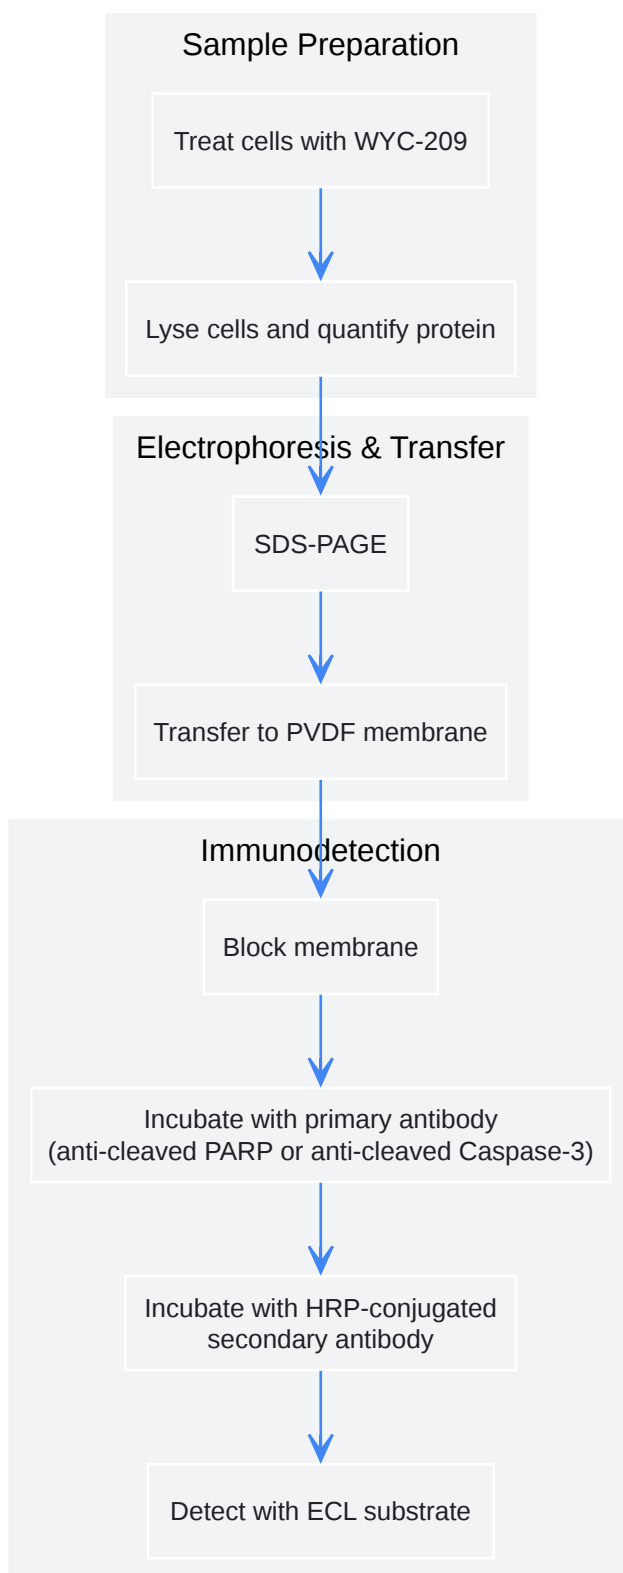 Sample Preparation
Treat cells with WYC-209
Lyse cells and quantify protein
Electrophoresis & Transfer
SDS-PAGE
Transfer to PVDF membrane
Immunodetection
Block membrane
Incubate with primary antibody
(anti-cleaved PARP or anti-cleaved Caspase-3)
Incubate with HRP-conjugated
secondary antibody
Detect with ECL substrate